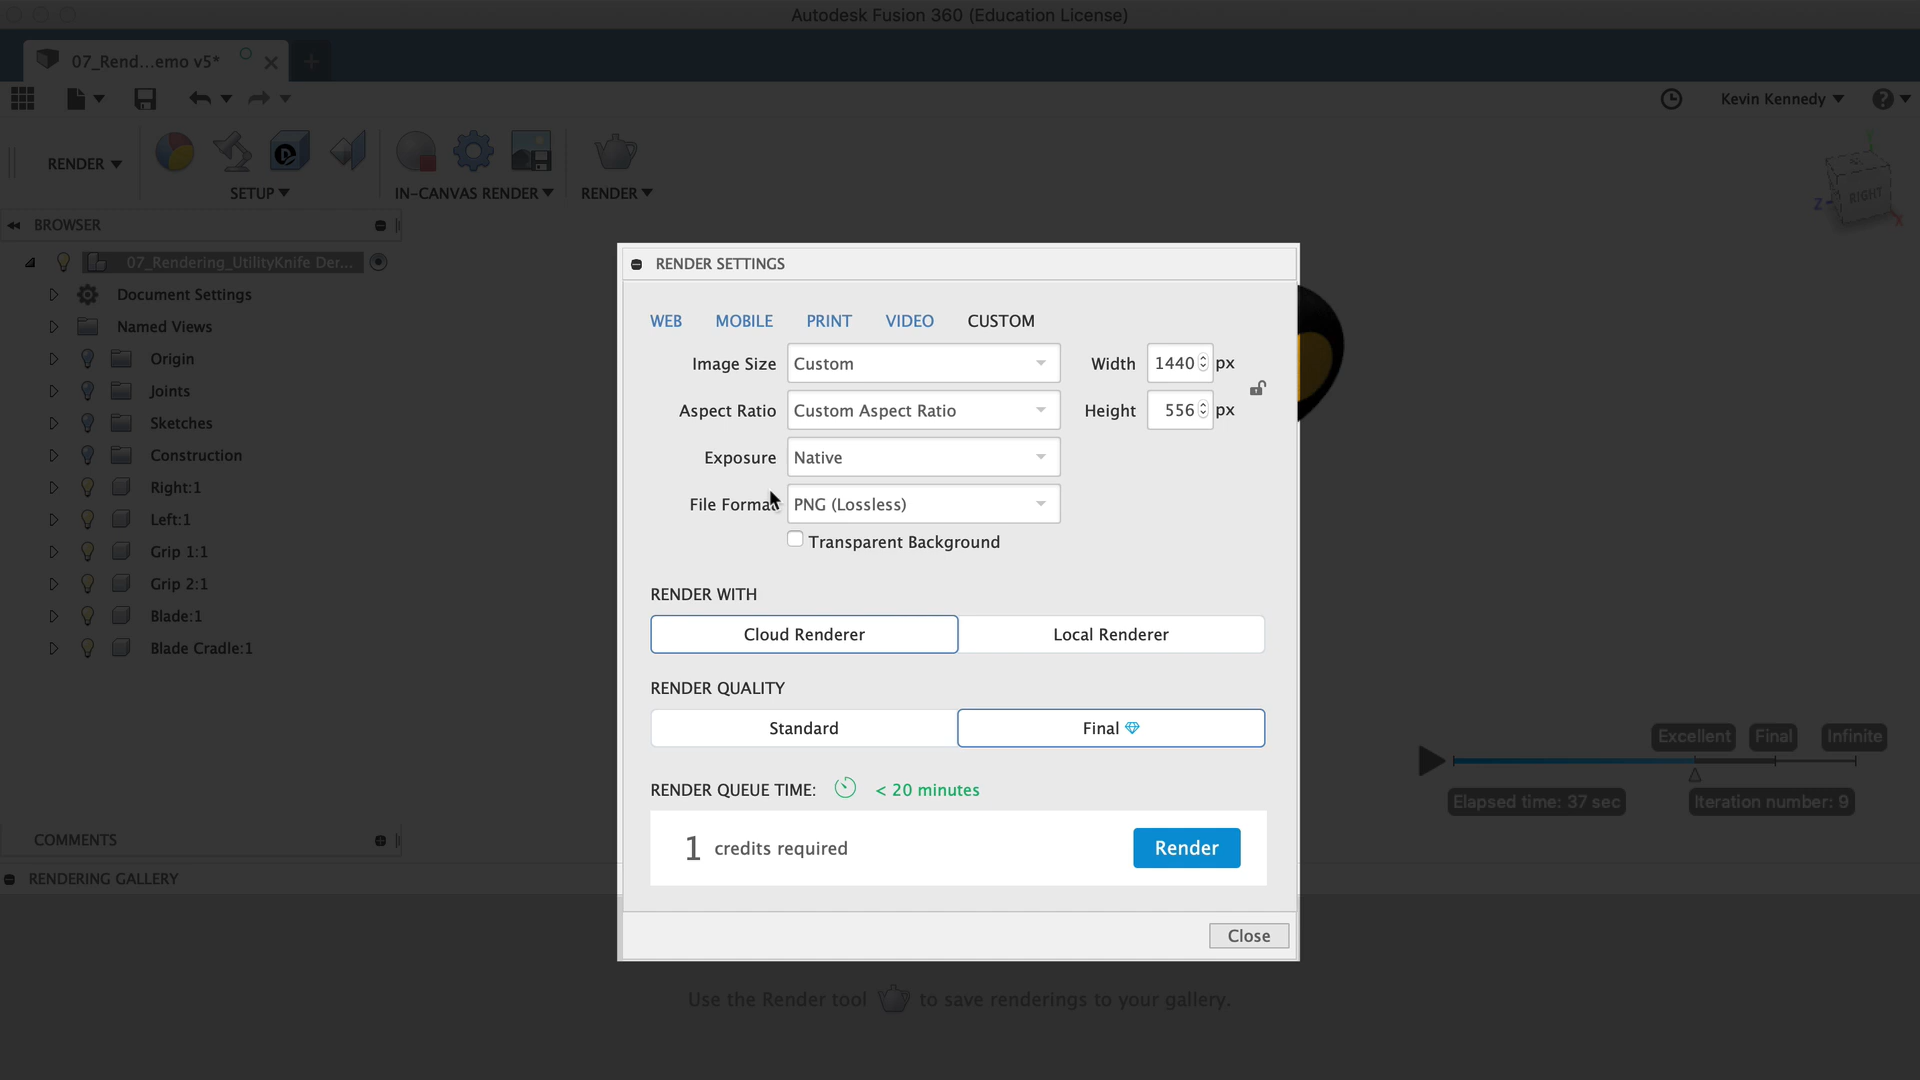 Autodesk Fusion 360 (Education License)
07_Rend...emo v5*
Kevin Kennedy
RENDER
SETUP
IN-CANVAS RENDER
RENDER
RIGHT
Z
X
BROWSER
07_Rendering_UtilityKnife Der...
Document Settings
Named Views
Origin
Joints
Sketches
Construction
Right:1
Left:1
Grip 1:1
Grip 2:1
Blade:1
Blade Cradle:1
RENDER SETTINGS
WEB MOBILE PRINT VIDEO CUSTOM
Image Size Custom Width 1440 px
Aspect Ratio Custom Aspect Ratio Height 556 px
Exposure Native
File Format PNG (Lossless)
Transparent Background
RENDER WITH
Cloud Renderer Local Renderer
RENDER QUALITY
Standard Final
RENDER QUEUE TIME: < 20 minutes
1 credits required Render
Close
Excellent Final Infinite
Elapsed time: 37 sec Iteration number: 9
COMMENTS
RENDERING GALLERY
Use the Render tool to save renderings to your gallery.